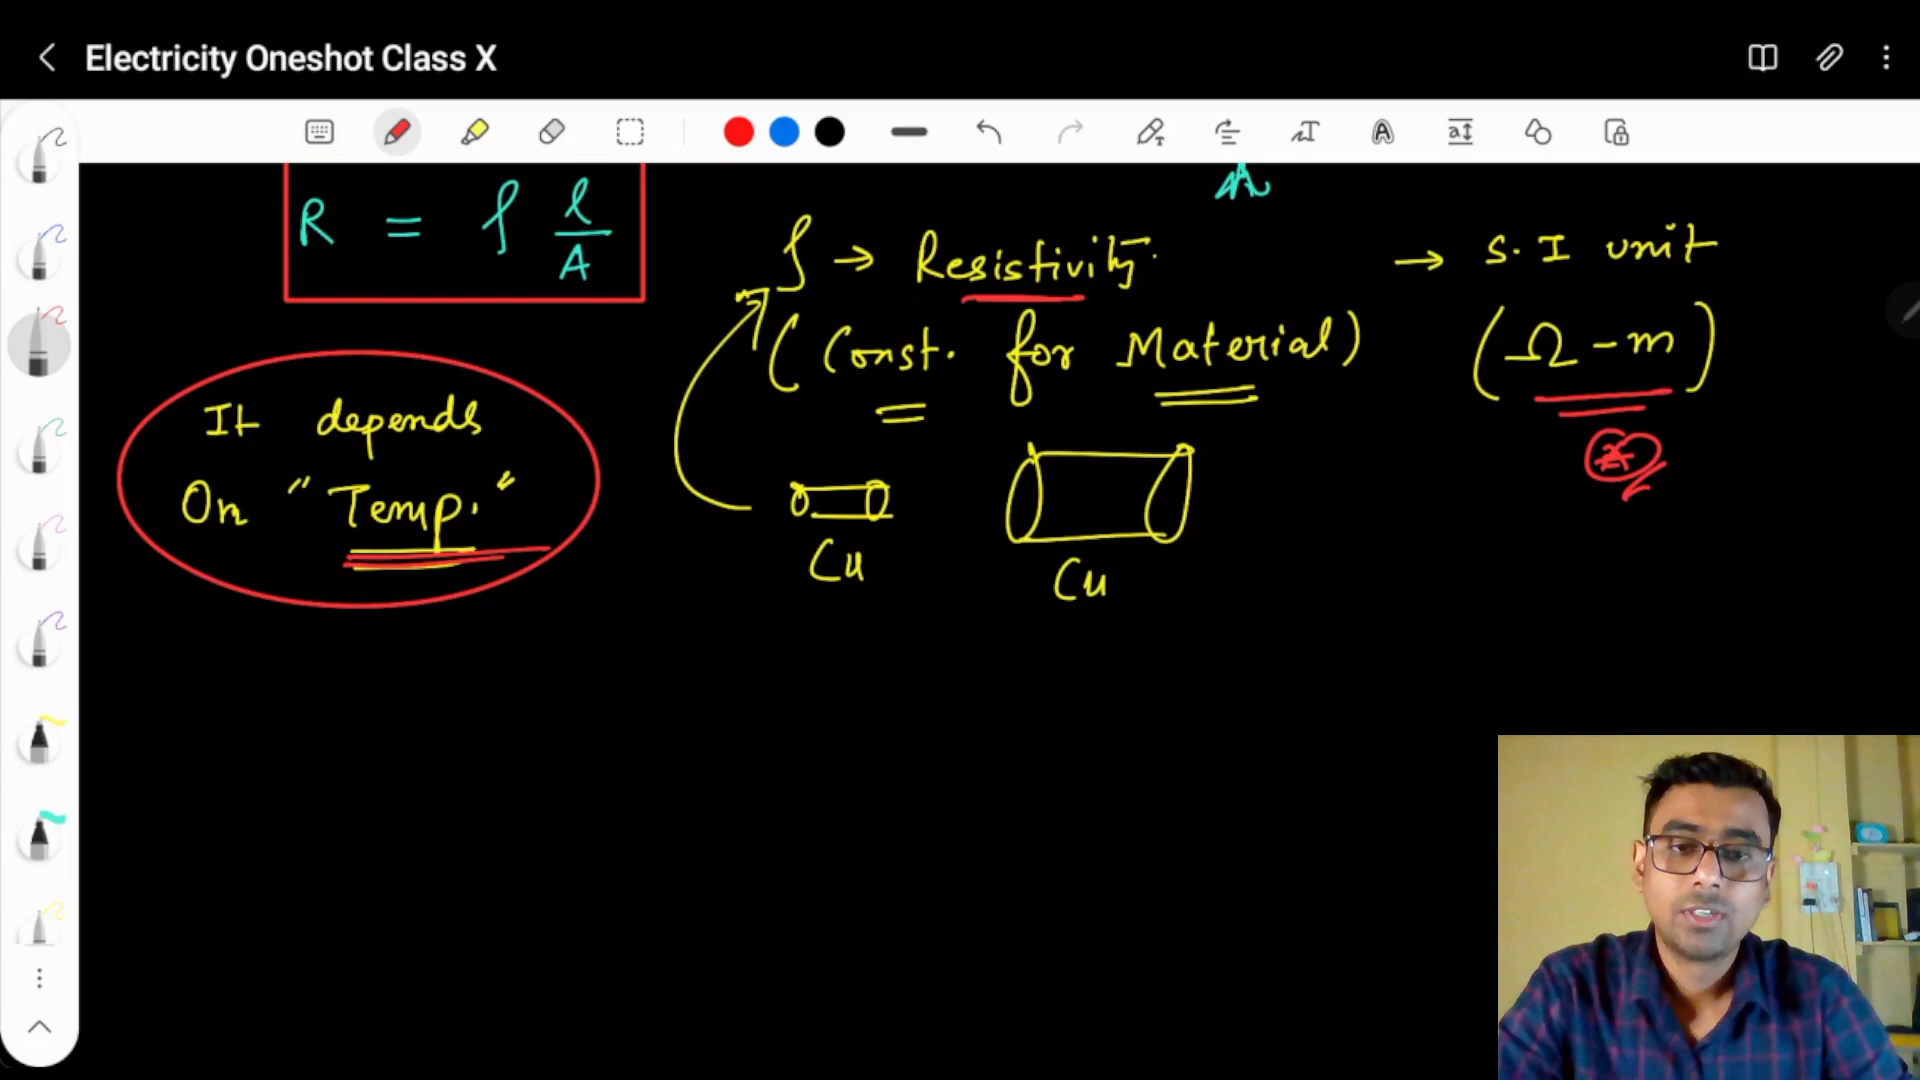 Electricity Oneshot Class X
R = ρ l/A
ρ → Resistivity.
→ S.I unit
(Const. for Material)
(Ω-m)
It depends
On "Temp."
Cu
Cu